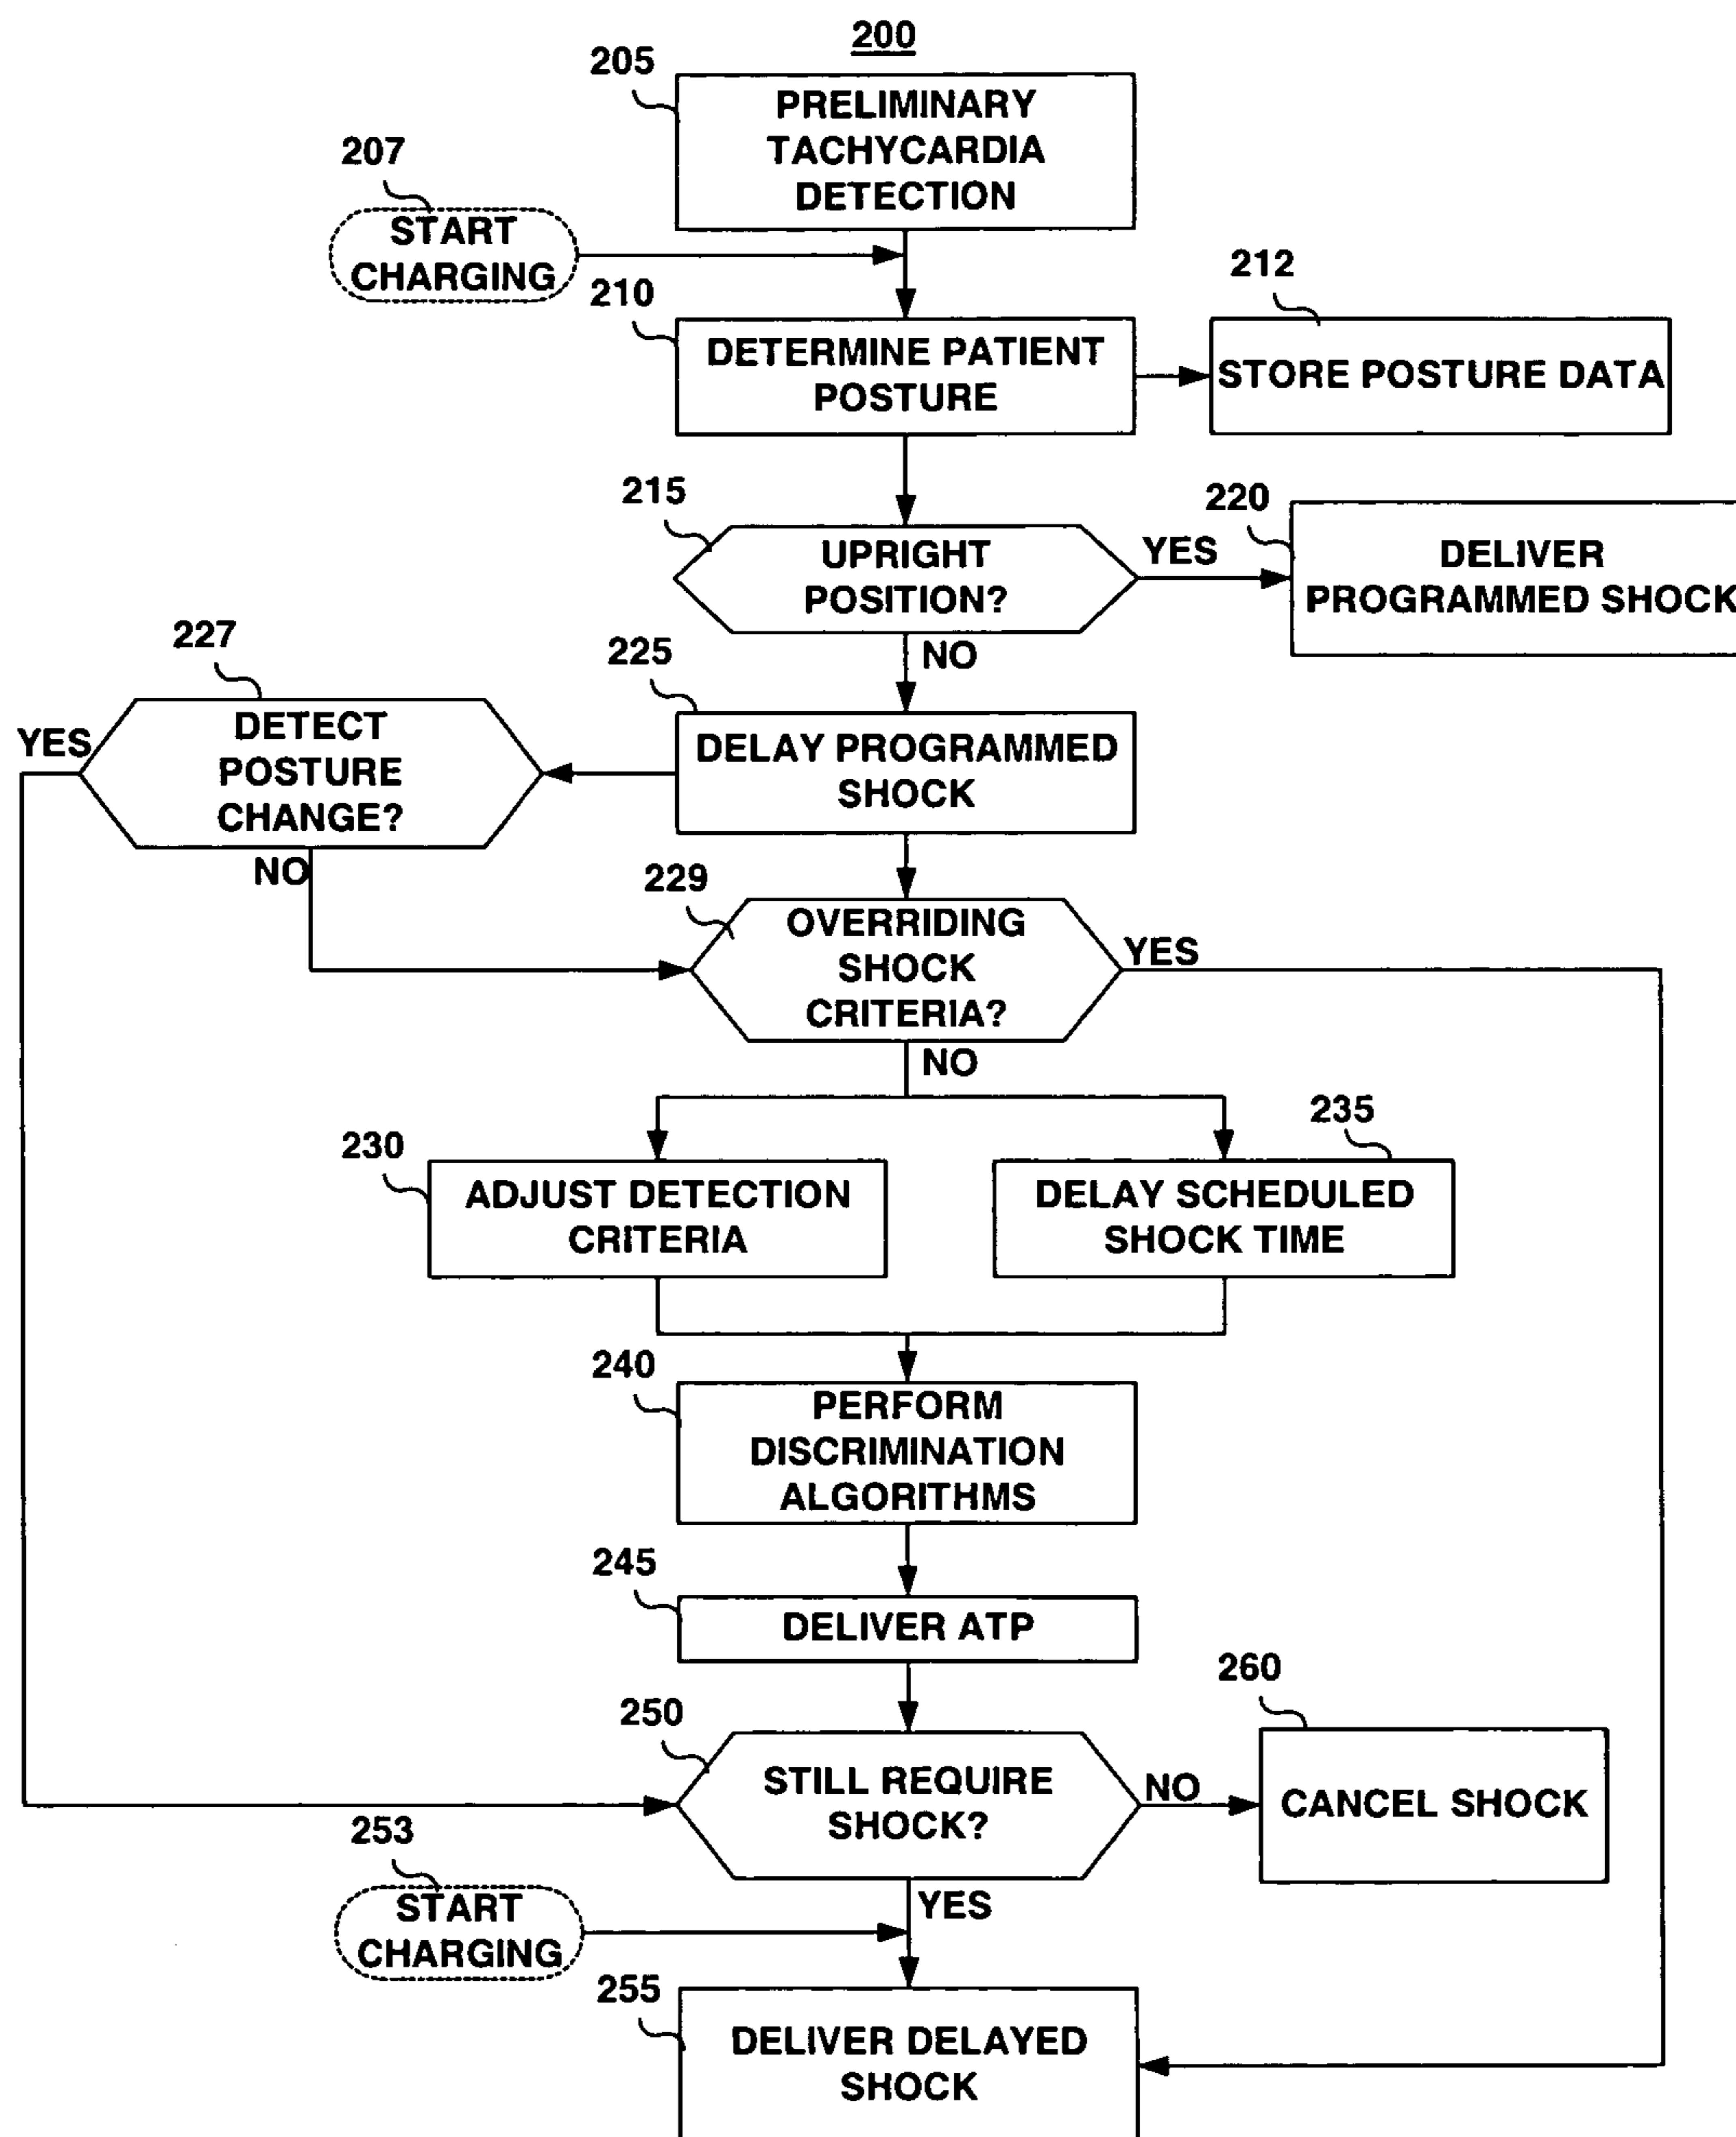 200
205
PRELIMINARY
TACHYCARDIA
DETECTION
207
START
CHARGING
210
DETERMINE PATIENT
POSTURE
212
STORE POSTURE DATA
215
UPRIGHT
POSITION?
YES
220
DELIVER
PROGRAMMED SHOCK
NO
225
DELAY PROGRAMMED
SHOCK
227
DETECT
POSTURE
CHANGE?
YES
NO
229
OVERRIDING
SHOCK
CRITERIA?
YES
NO
230
ADJUST DETECTION
CRITERIA
235
DELAY SCHEDULED
SHOCK TIME
240
PERFORM
DISCRIMINATION
ALGORITHMS
245
DELIVER ATP
250
STILL REQUIRE
SHOCK?
NO
260
CANCEL SHOCK
YES
253
START
CHARGING
255
DELIVER DELAYED
SHOCK